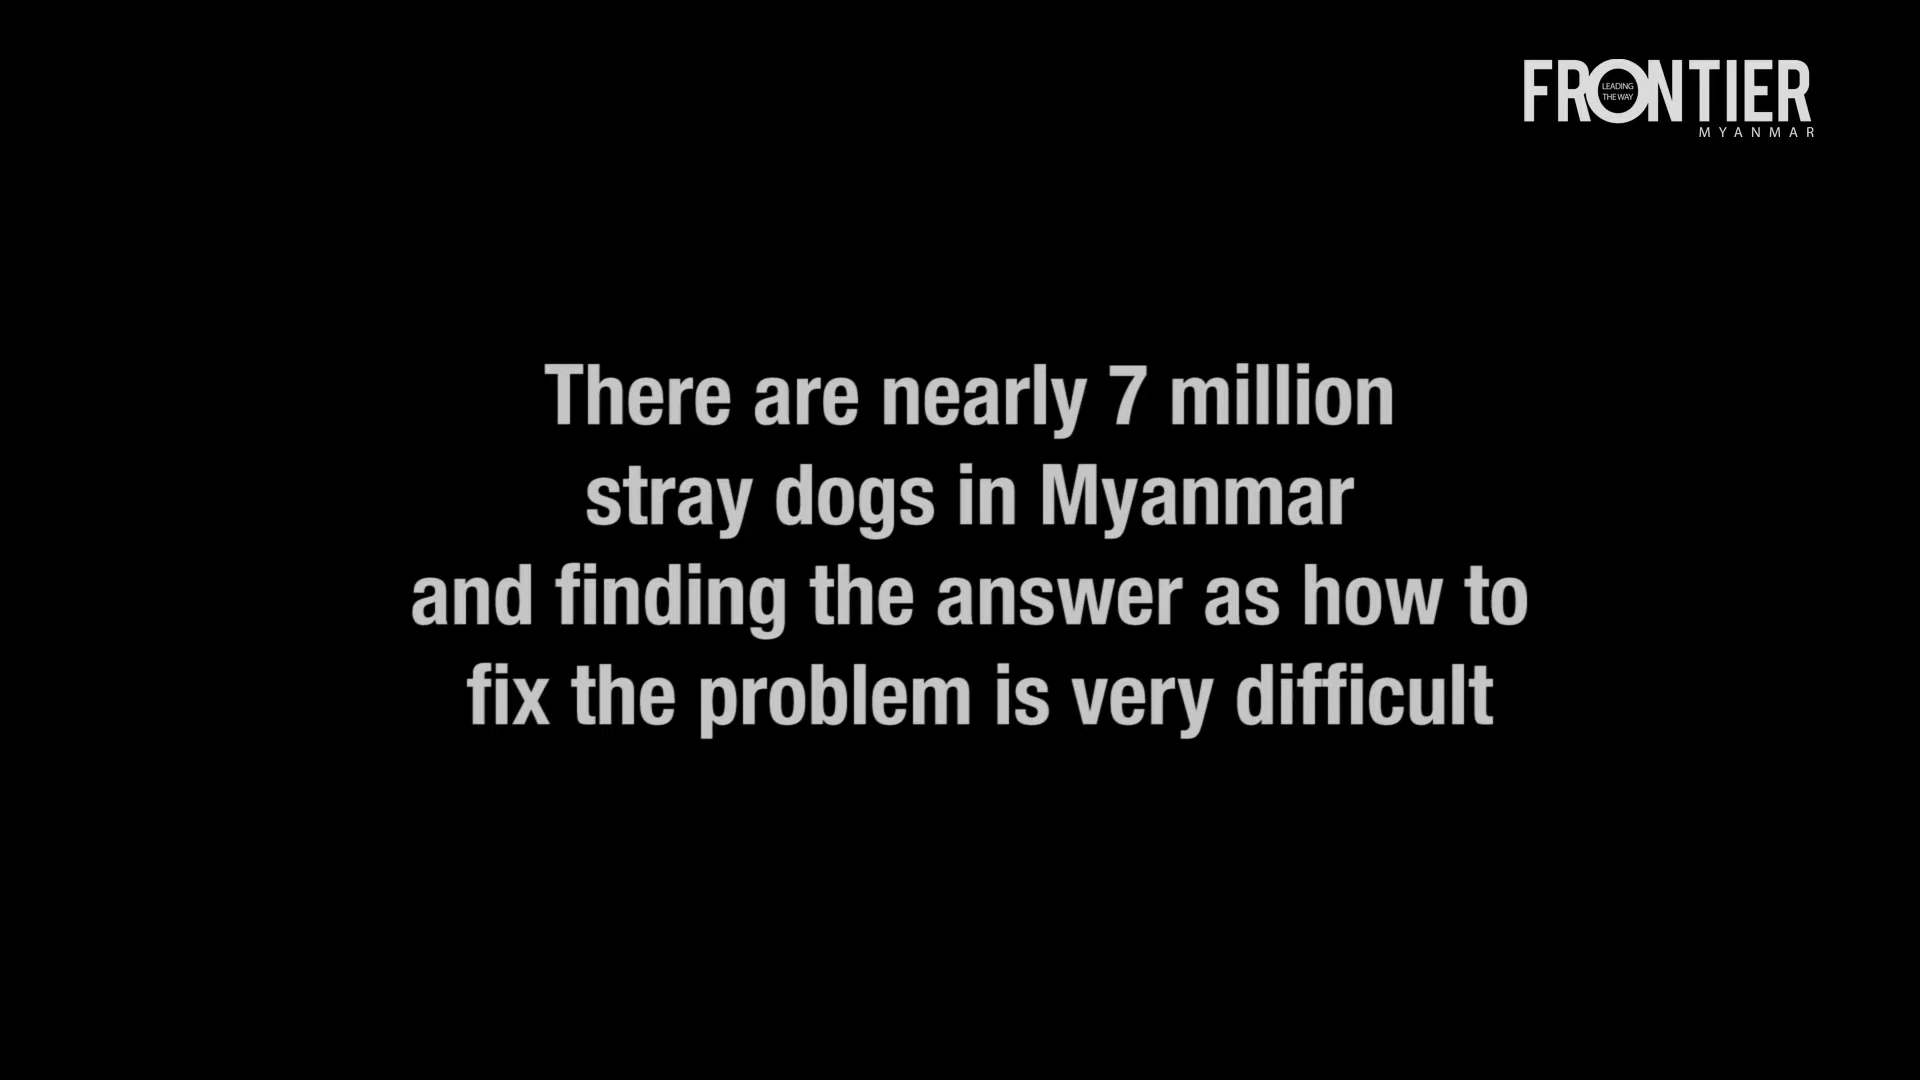 FRONTIER
LEADING
THE WAY
MYANMAR
There are nearly 7 million
stray dogs in Myanmar
and finding the answer as how to
fix the problem is very difficult